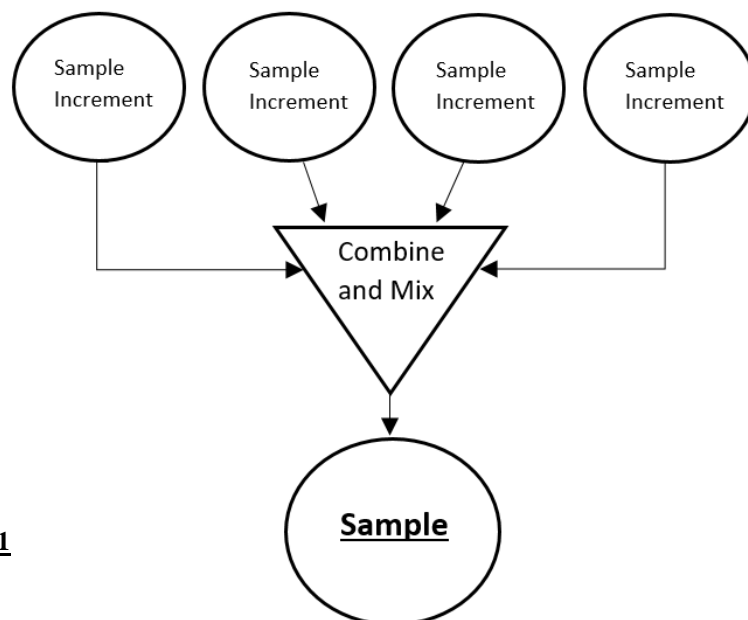 Sample
Increment
Sample
Increment
Sample
Increment
Sample
Increment
Combine
and Mix
Sample
1